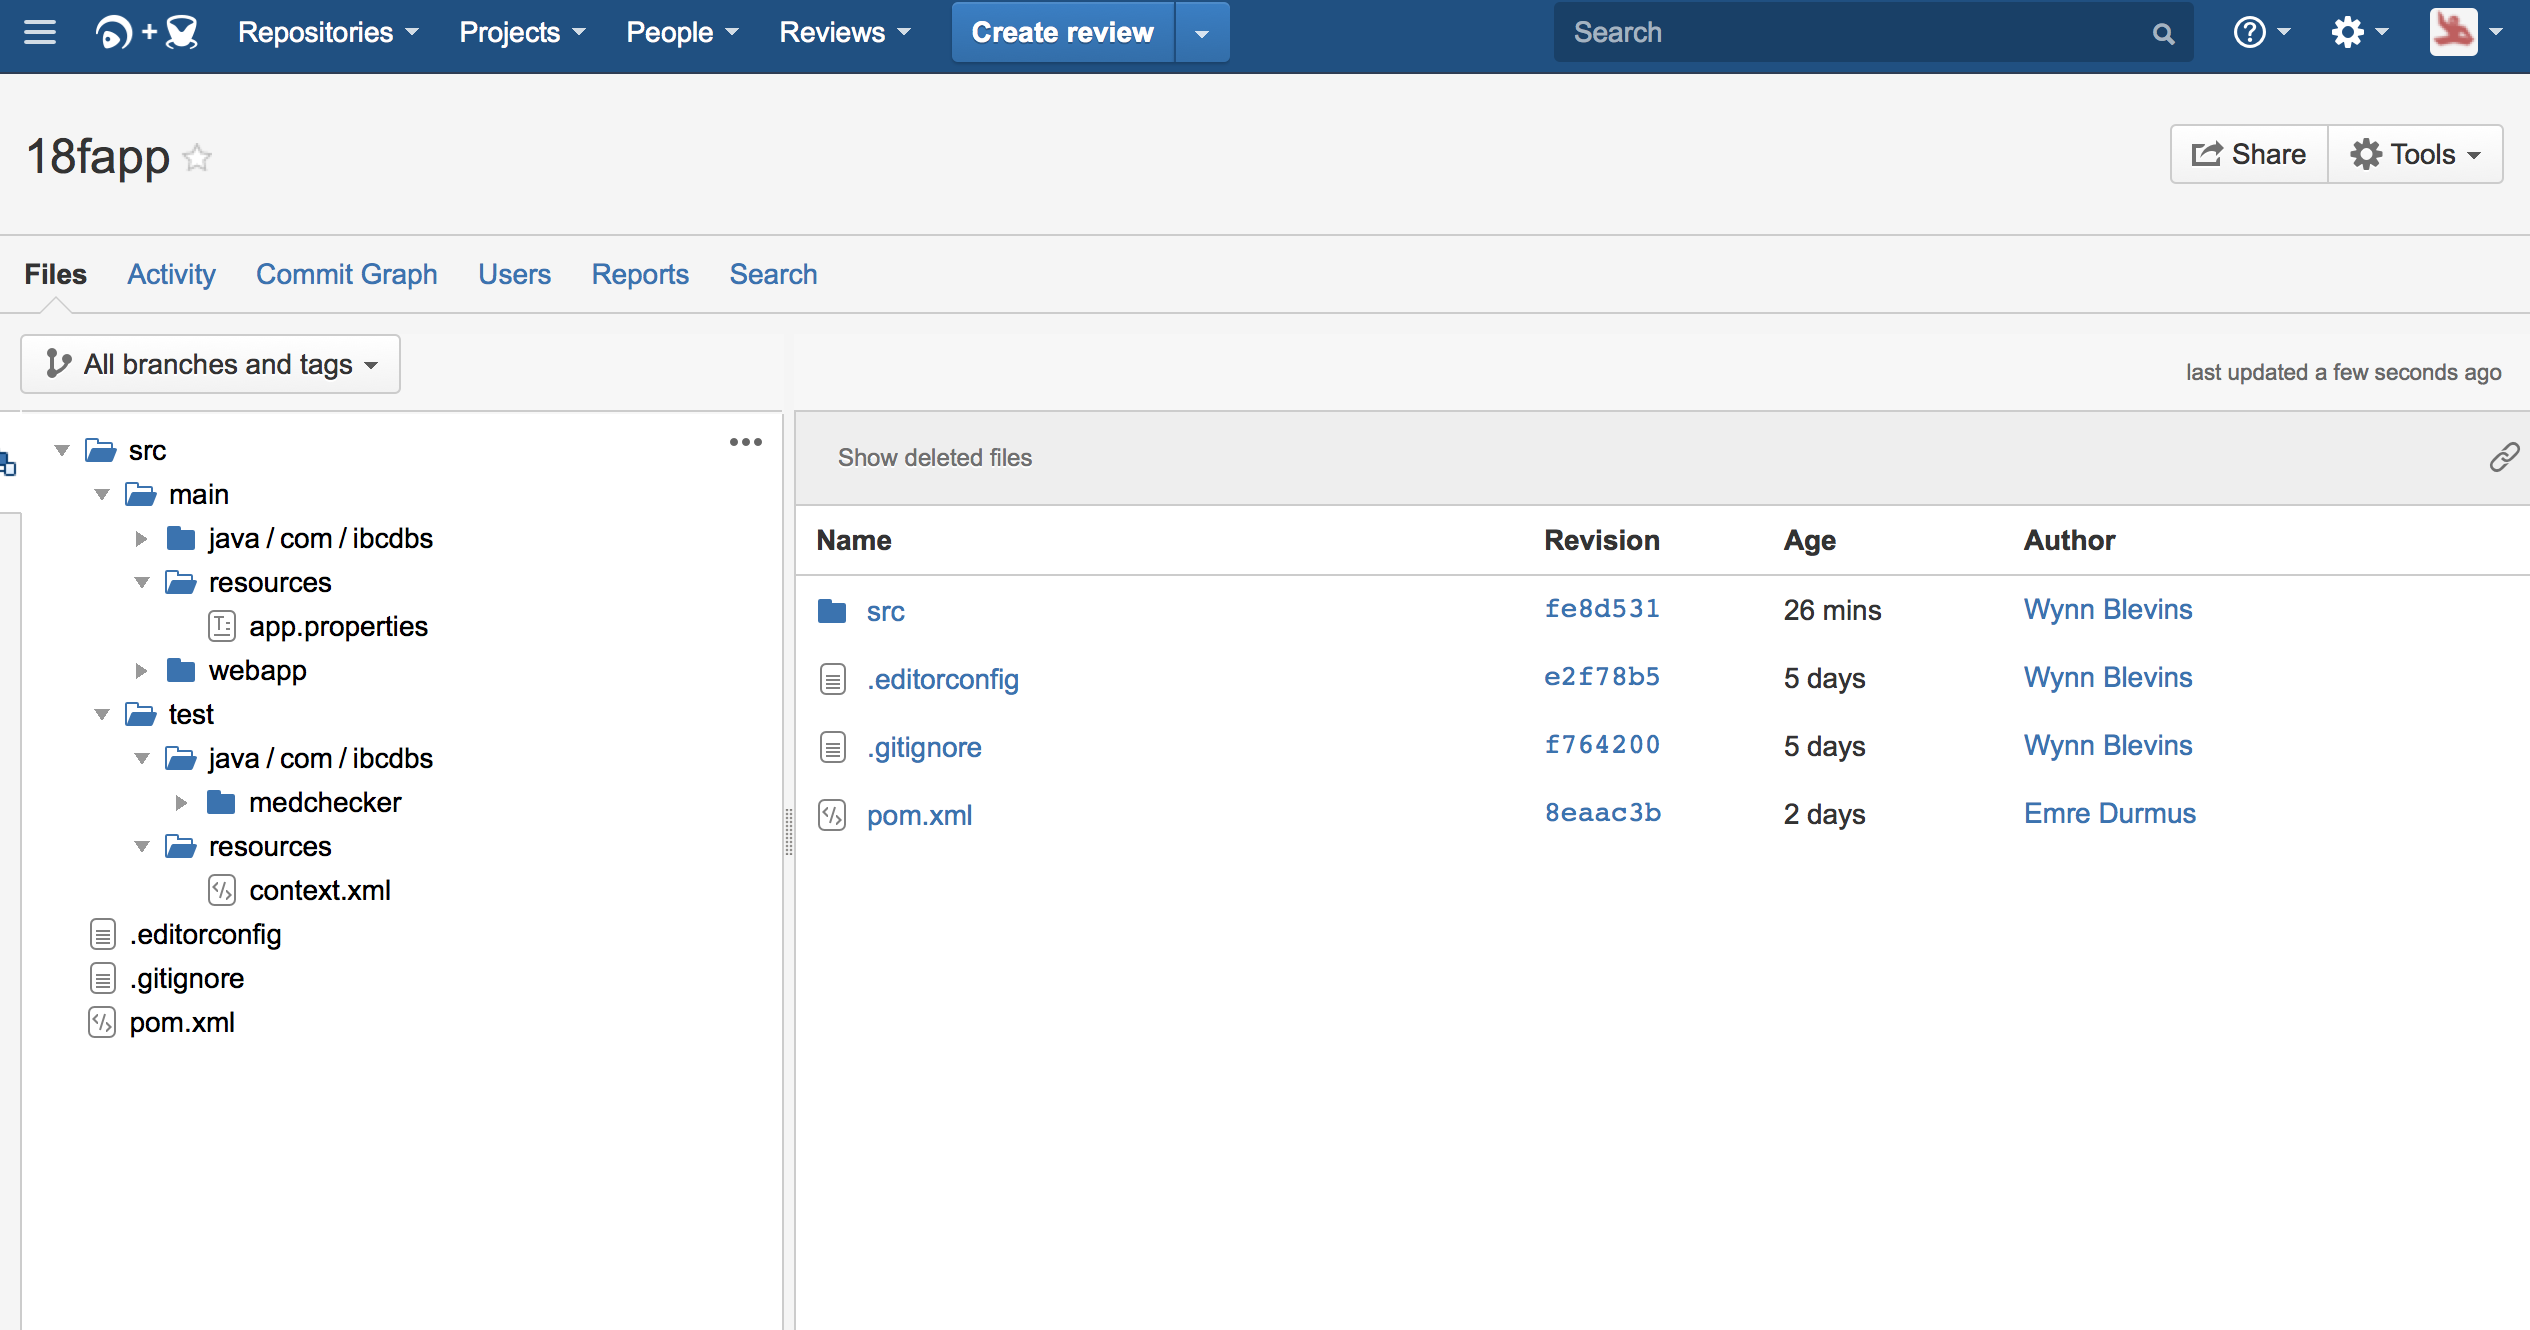 Repositories Projects People Reviews Create review Search
18fapp Share Tools
Files Activity Commit Graph Users Reports Search
All branches and tags last updated a few seconds ago
src
main
java / com / ibcdbs
resources
app.properties
webapp
test
java / com / ibcdbs
medchecker
resources
context.xml
.editorconfig
.gitignore
pom.xml
Show deleted files
Name Revision Age Author
src fe8d531 26 mins Wynn Blevins
.editorconfig e2f78b5 5 days Wynn Blevins
.gitignore f764200 5 days Wynn Blevins
pom.xml 8eaac3b 2 days Emre Durmus